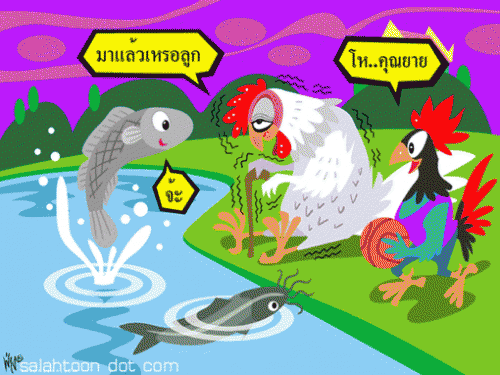 มาแล้วเหรอลูก
โห..คุณยาย
จ้ะ
salahtoon dot com